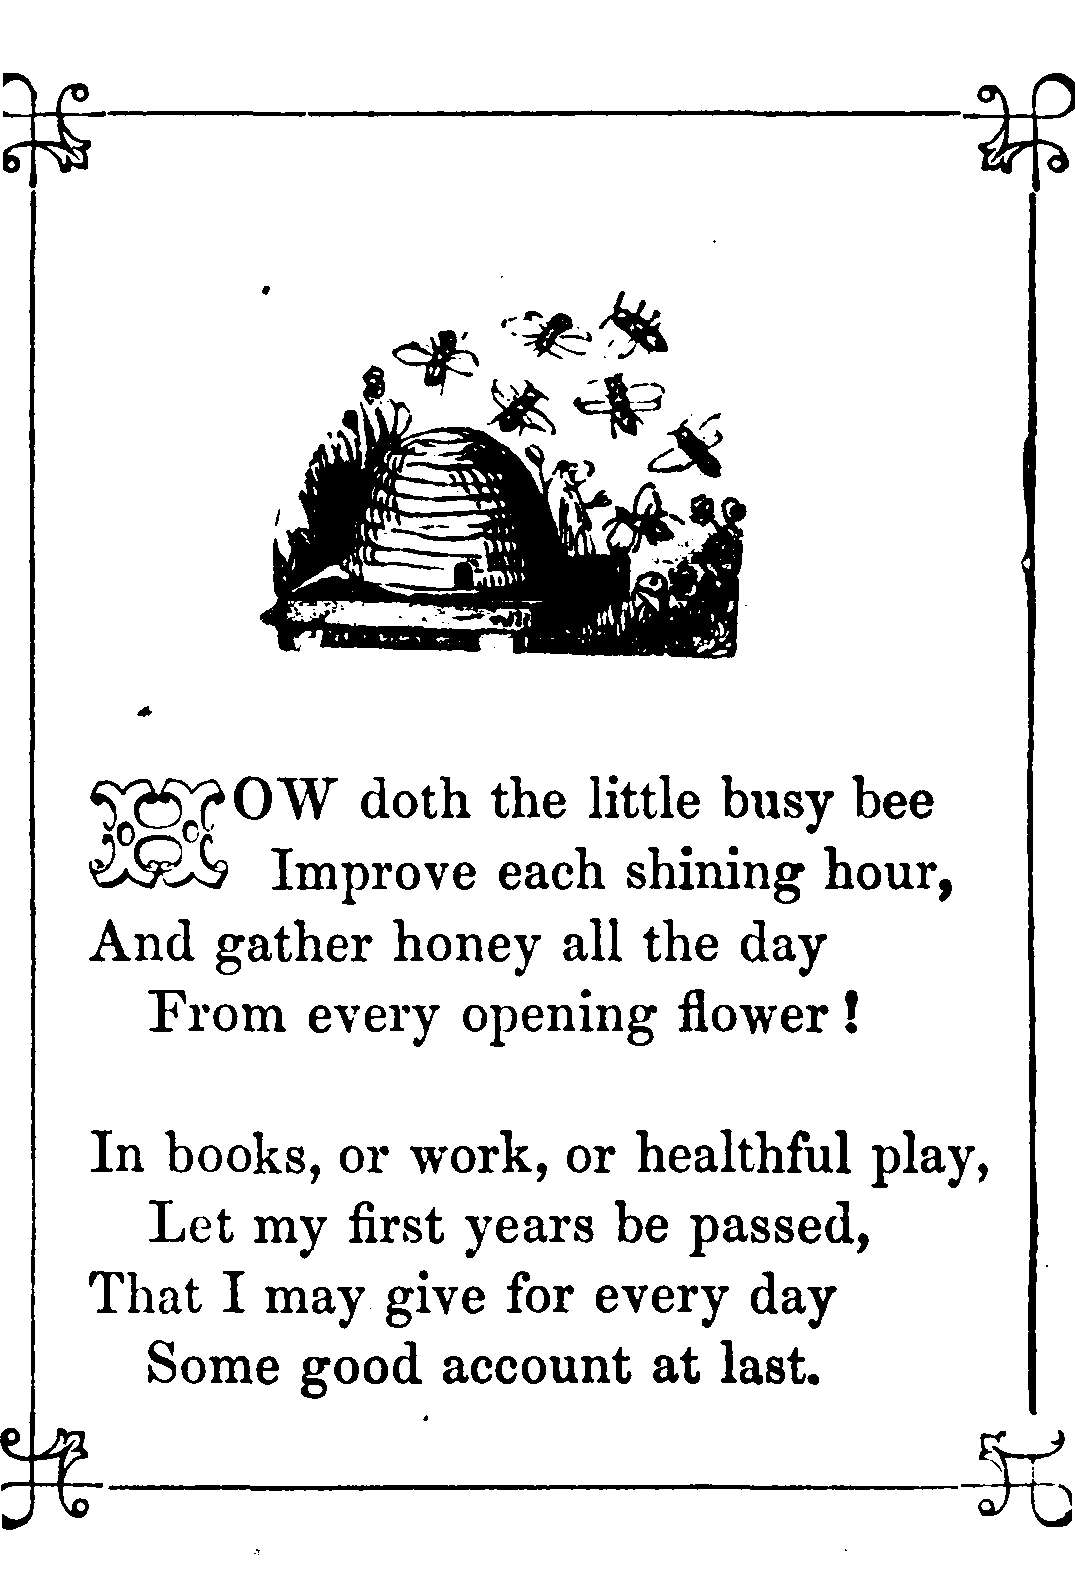 HOW doth the little busy bee
Improve each shining hour,
And gather honey all the day
From every opening flower!
In books, or work, or healthful play,
Let my first years be passed,
That I may give for every day
Some good account at last.